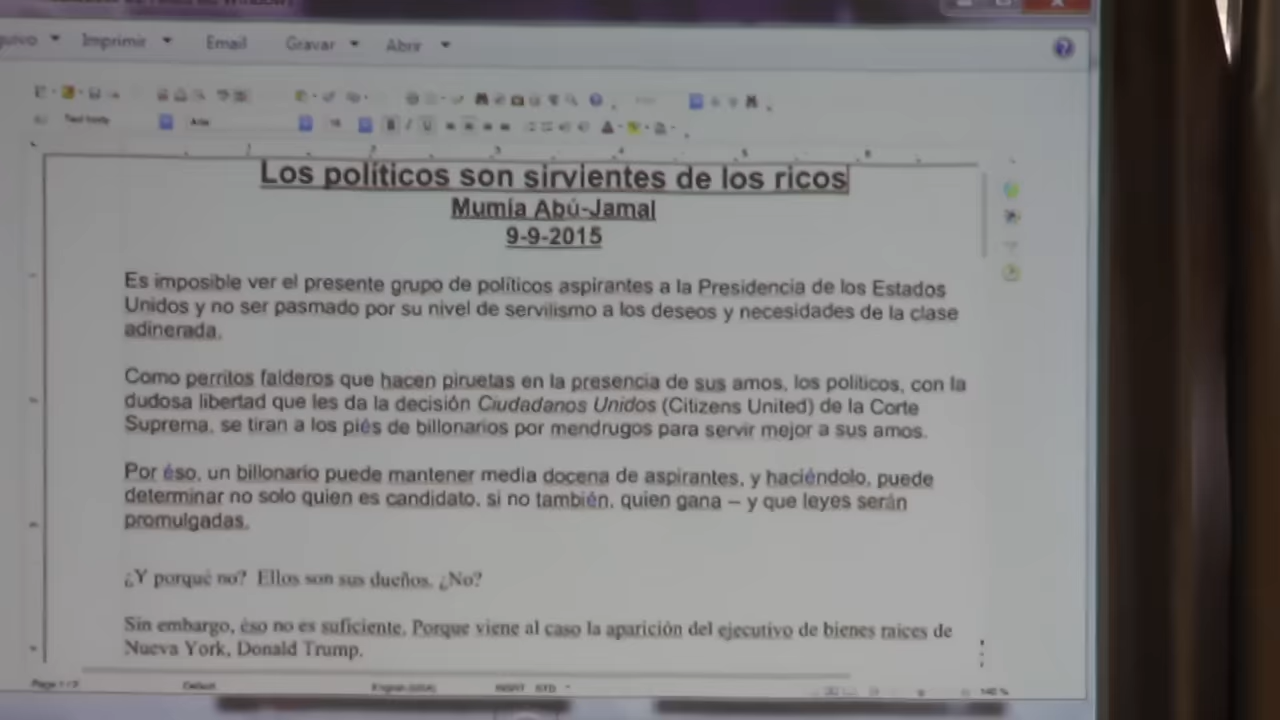 Imprimir
Email
Gravar
Abrir
Los políticos son sirvientes de los ricos
Mumía Abú-Jamal
9-9-2015
Es imposible ver el presente grupo de políticos aspirantes a la Presidencia de los Estados
Unidos y no ser pasmado por su nivel de servilismo a los deseos y necesidades de la clase
adinerada.
Como perritos falderos que hacen piruetas en la presencia de sus amos, los políticos, con la
dudosa libertad que les da la decisión Ciudadanos Unidos (Citizens United) de la Corte
Suprema, se tiran a los piés de billonarios por mendrugos para servir mejor a sus amos.
Por éso, un billonario puede mantener media docena de aspirantes, y haciéndolo, puede
determinar no solo quien es candidato, si no también, quien gana – y que leyes serán
promulgadas.
¿Y porqué no? Ellos son sus dueños. ¿No?
Sin embargo, éso no es suficiente. Porque viene al caso la aparición del ejecutivo de bienes raíces de
Nueva York, Donald Trump.